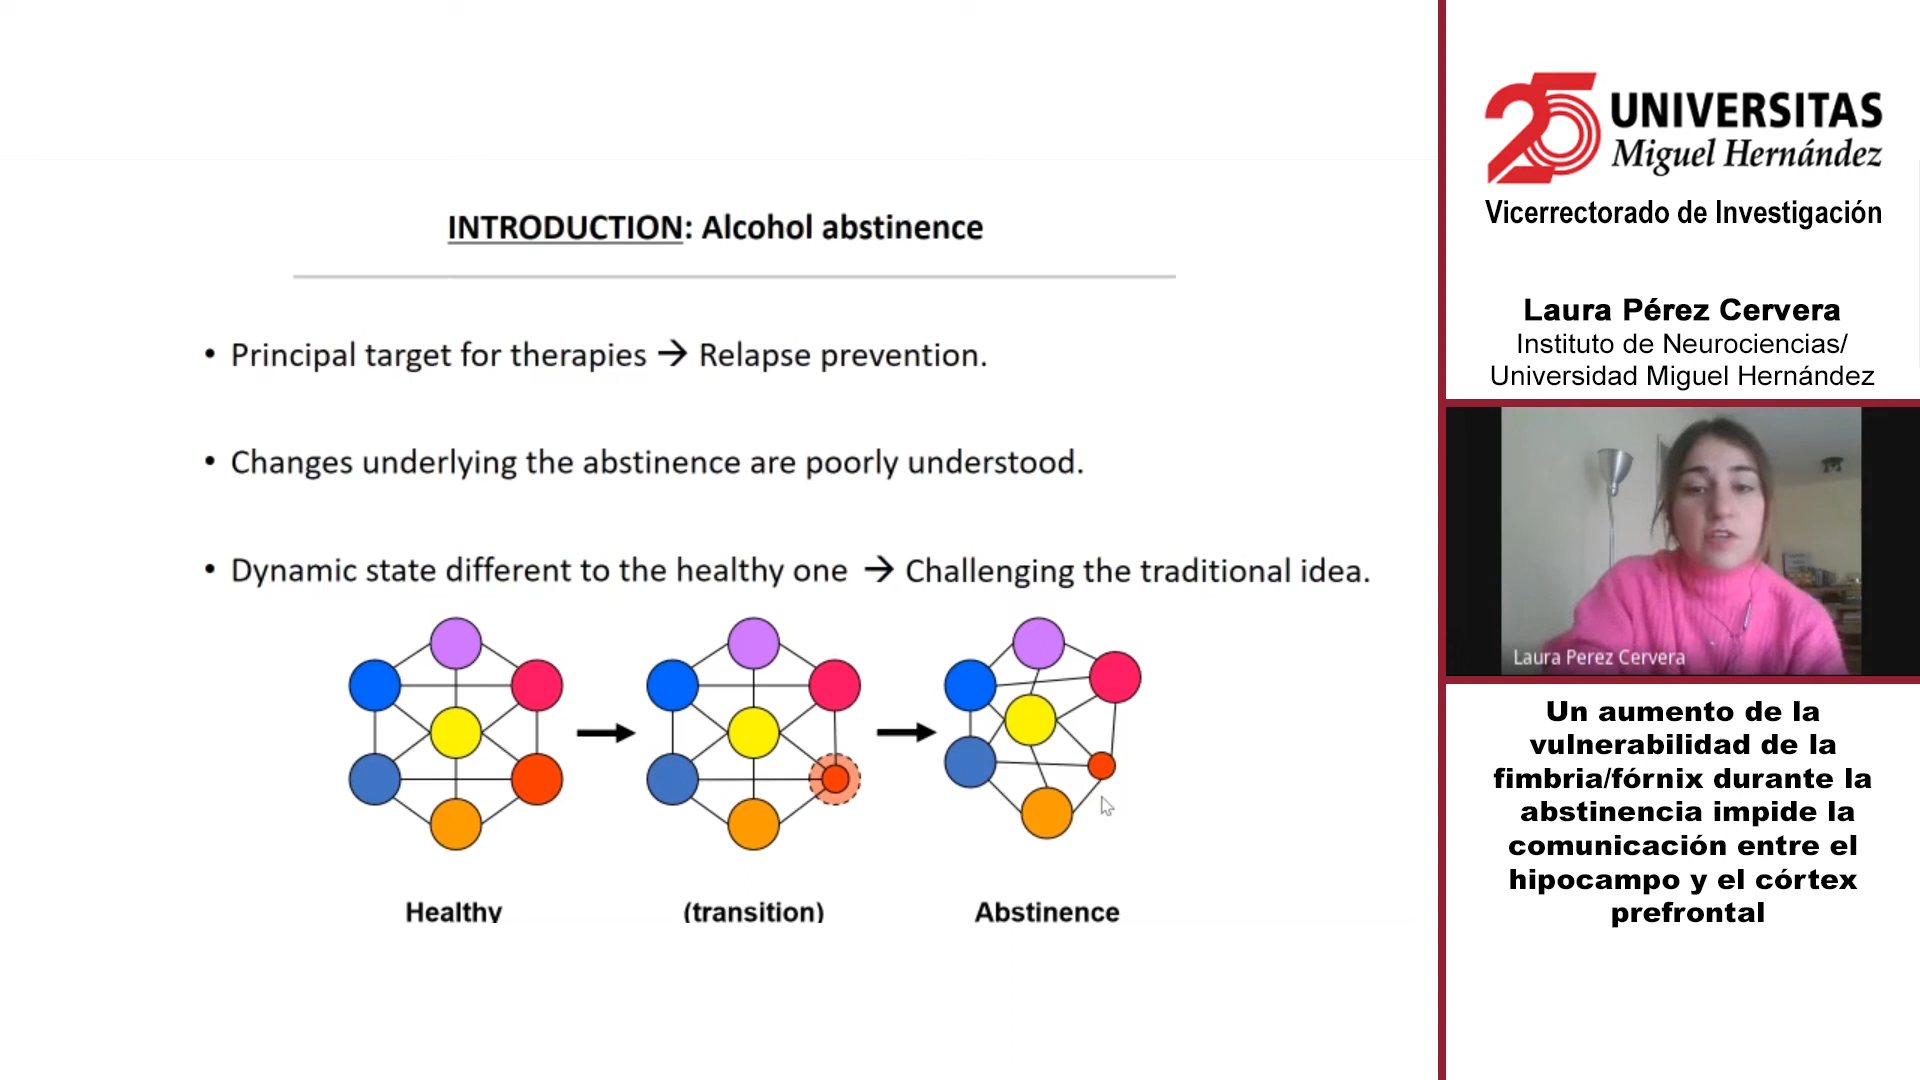 INTRODUCTION: Alcohol abstinence
• Principal target for therapies → Relapse prevention.
• Changes underlying the abstinence are poorly understood.
• Dynamic state different to the healthy one → Challenging the traditional idea.
Healthy
(transition)
Abstinence
25 UNIVERSITAS
Miguel Hernández
Vicerrectorado de Investigación
Laura Pérez Cervera
Instituto de Neurociencias/
Universidad Miguel Hernández
Laura Perez Cervera
Un aumento de la
vulnerabilidad de la
fimbria/fórnix durante la
abstinencia impide la
comunicación entre el
hipocampo y el córtex
prefrontal